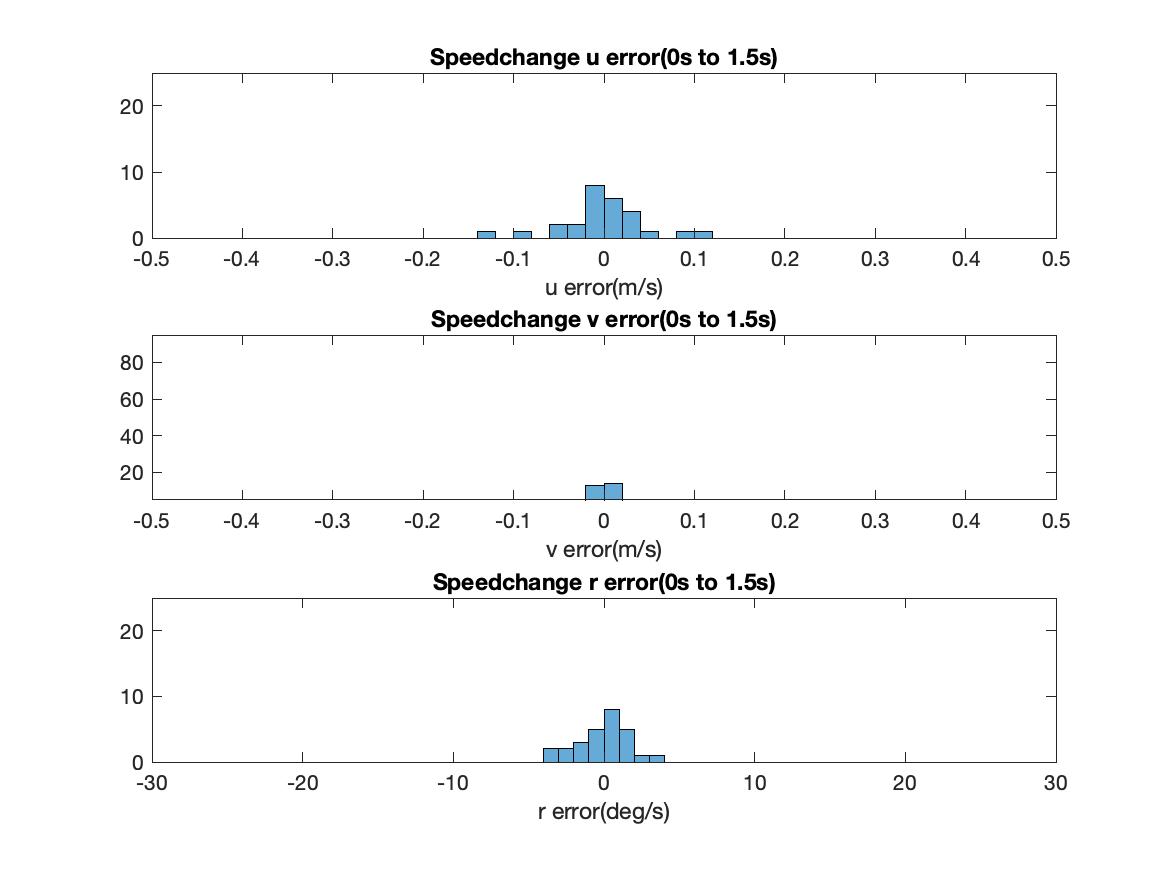 Speedchange u error(0s to 1.5s)
20
10
0
-0.5 -0.4 -0.3 -0.2 -0.1 0 0.1 0.2 0.3 0.4 0.5
u error(m/s)
Speedchange v error(0s to 1.5s)
80
60
40
20
-0.5 -0.4 -0.3 -0.2 -0.1 0 0.1 0.2 0.3 0.4 0.5
v error(m/s)
Speedchange r error(0s to 1.5s)
20
10
0
-30 -20 -10 0 10 20 30
r error(deg/s)